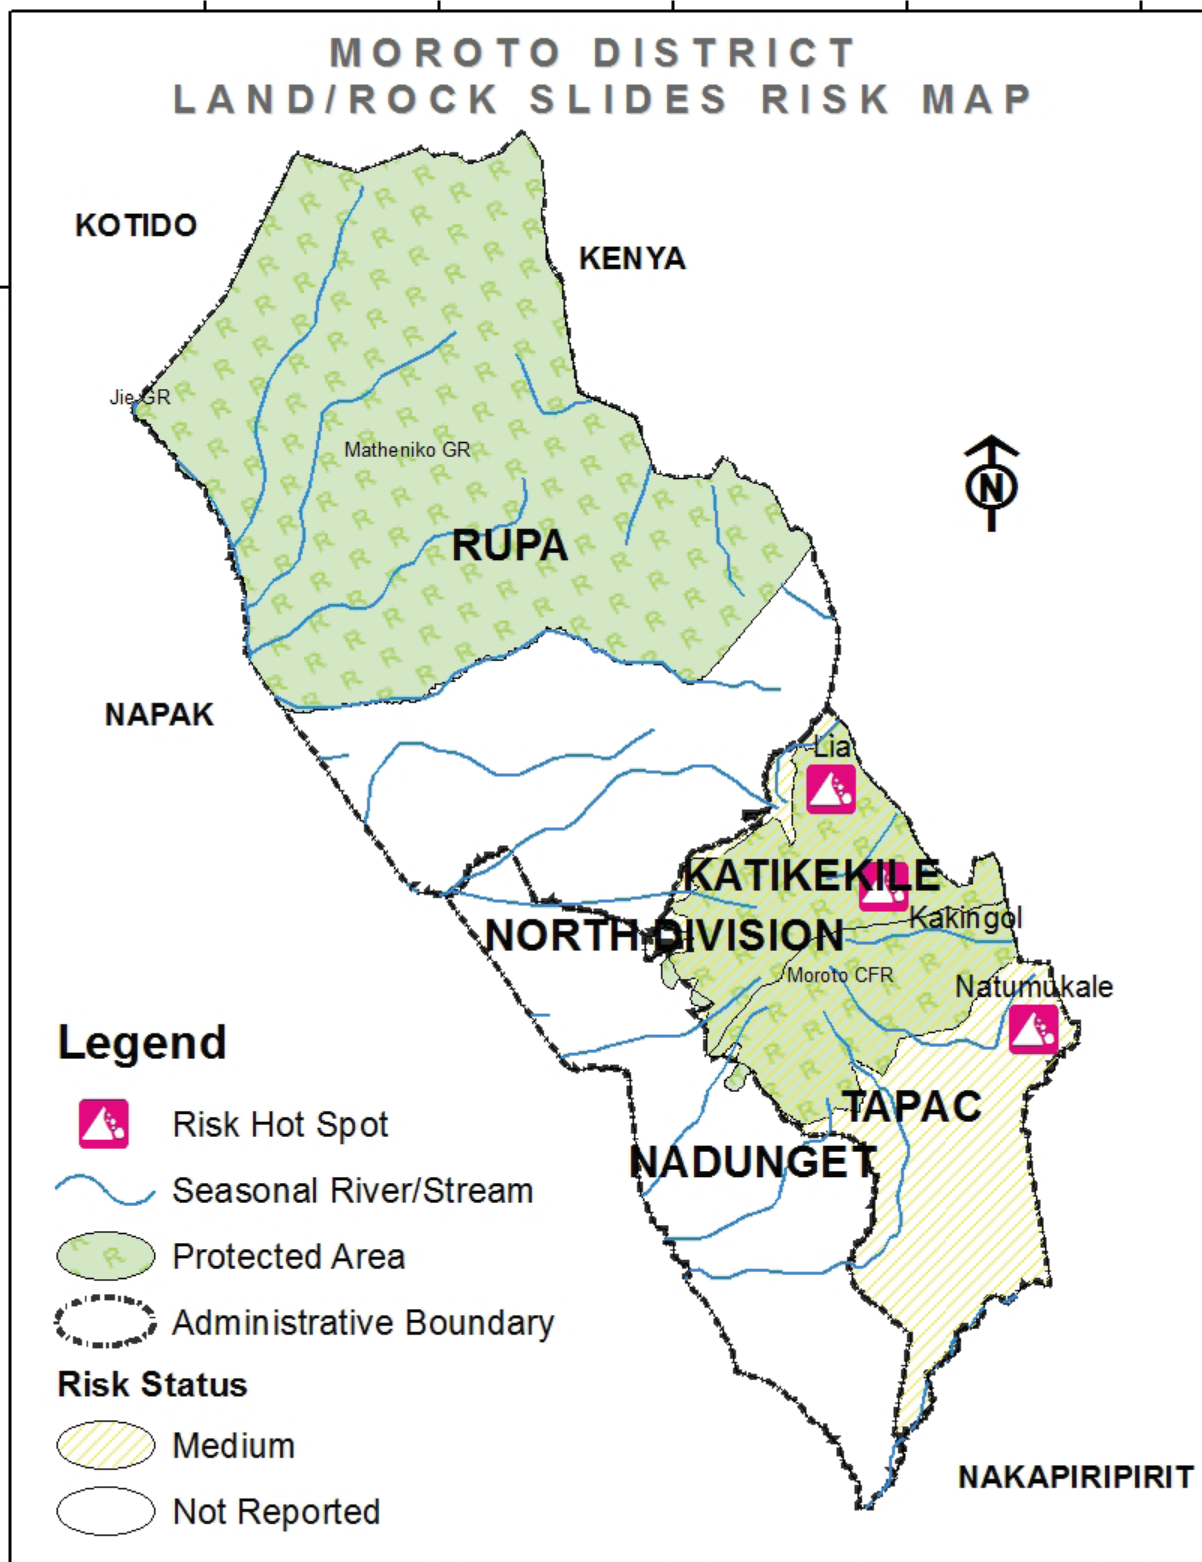 MOROTO DISTRICT
LAND/ROCK SLIDES RISK MAP
KOTIDO
KENYA
Jie GR
Matheniko GR
N
RUPA
NAPAK
Lia
KATIKEKILE
Kakingol
NORTH DIVISION
Moroto CFR
Natumukale
TAPAC
NADUNGET
NAKAPIRIPIRIT
Legend
Risk Hot Spot
Seasonal River/Stream
R Protected Area
Administrative Boundary
Risk Status
Medium
Not Reported